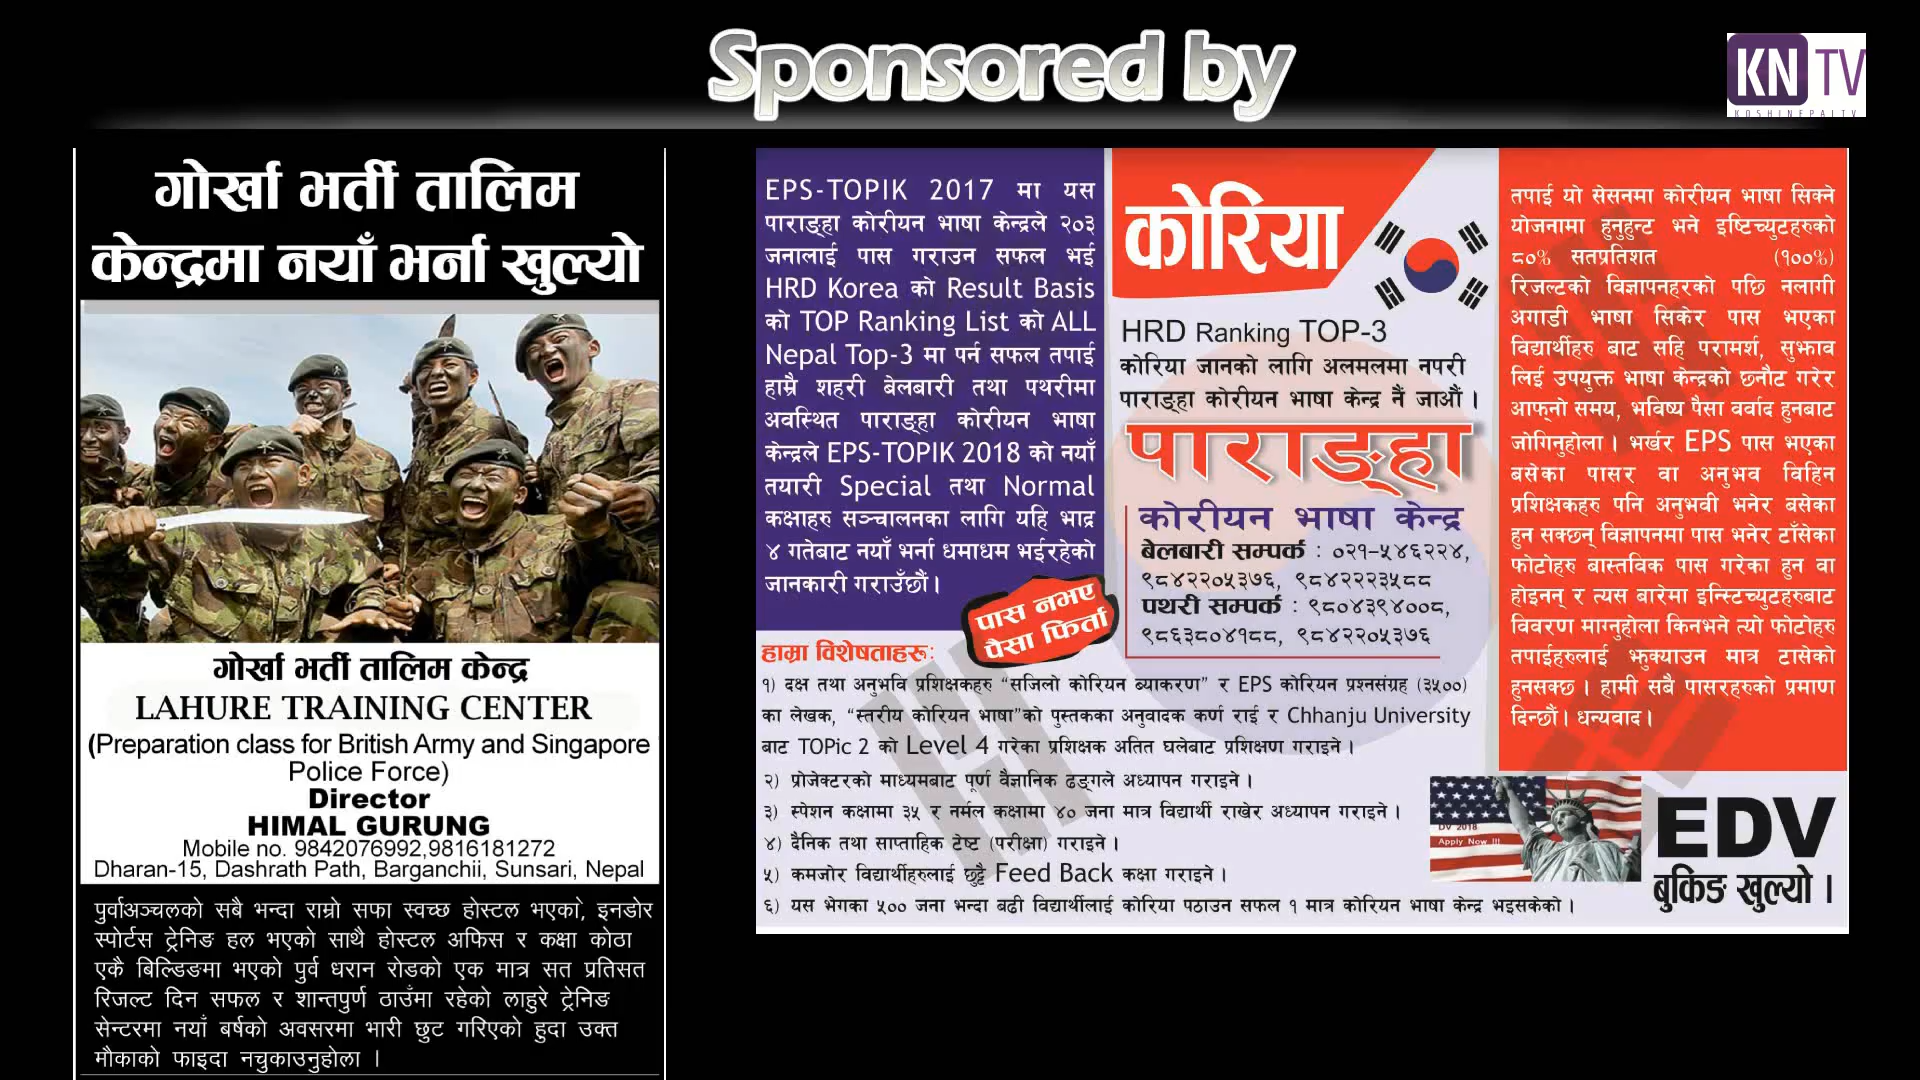 Sponsored by
KN TV
KOSHINEPALTV
गोर्खा भर्ती तालिम
केन्द्रमा नयाँ भर्ना खुल्यो
गोर्खा भर्ती तालिम केन्द्र
LAHURE TRAINING CENTER
(Preparation class for British Army and Singapore
Police Force)
Director
HIMAL GURUNG
Mobile no. 9842076992,9816181272
Dharan-15, Dashrath Path, Barganchii, Sunsari, Nepal
पुर्वाञ्चलको सबै भन्दा राम्रो सफा स्वच्छ होस्टल भएको, इनडोर
स्पोर्टस ट्रेनिङ हल भएको साथै होस्टल अफिस र कक्षा कोठा
एकै बिल्डिङमा भएको पुर्व धरान रोडको एक मात्र सत प्रतिसत
रिजल्ट दिन सफल र शान्तपुर्ण ठाउँमा रहेको लाहुरे ट्रेनिङ
सेन्टरमा नयाँ बर्षको अवसरमा भारी छुट गरिएको हुदा उक्त
मौकाको फाइदा नचुकाउनुहोला ।
EPS-TOPIK 2017 मा यस
पाराङ्हा कोरीयन भाषा केन्द्रले २०३
जनालाई पास गराउन सफल भई
HRD Korea को Result Basis
को TOP Ranking List को ALL
Nepal Top-3 मा पर्न सफल तपाई
हाम्रै शहरी बेलबारी तथा पथरीमा
अवस्थित पाराङ्हा कोरीयन भाषा
केन्द्रले EPS-TOPIK 2018 को नयाँ
तयारी Special तथा Normal
कक्षाहरु सञ्चालनका लागि यहि भाद्र
४ गतेबाट नयाँ भर्ना धमाधम भईरहेको
जानकारी गराउँछौं।
पास नभए
पैसा फिर्ता
कोरिया
HRD Ranking TOP-3
कोरिया जानको लागि अलमलमा नपरी
पाराङ्हा कोरीयन भाषा केन्द्र नैं जाऔं ।
पाराङ्हा
कोरीयन भाषा केन्द्र
बेलबारी सम्पर्क : ०२१-५४६२२४,
९८४२२०५३७६, ९८४२२२३५८८
पथरी सम्पर्क : ९८०४३९४००८,
९८६३८०४१८८, ९८४२२०५३७६
तपाई यो सेसनमा कोरीयन भाषा सिक्ने
योजनामा हुनुहुन्ट भने इष्टिच्युटहरुको
८०% सतप्रतिशत (१००%)
रिजल्टको विज्ञापनहरको पछि नलागी
अगाडी भाषा सिकेर पास भएका
विद्यार्थीहरु बाट सहि परामर्श, सुझाव
लिई उपयुक्त भाषा केन्द्रको छनौट गरेर
आफ्नो समय, भविष्य पैसा वर्वाद हुनबाट
जोगिनुहोला । भर्खर EPS पास भएका
बसेका पासर वा अनुभव विहिन
प्रशिक्षकहरु पनि अनुभवी भनेर बसेका
हुन सक्छन् विज्ञापनमा पास भनेर टाँसेका
फोटोहरु बास्तविक पास गरेका हुन वा
होइनन् र त्यस बारेमा इन्स्टिच्युटहरुबाट
विवरण माग्नुहोला किनभने त्यो फोटोहरु
तपाईहरुलाई झुक्याउन मात्र टासेको
हुनसक्छ । हामी सबै पासरहरुको प्रमाण
दिन्छौं। धन्यवाद ।
हाम्रा विशेषताहरू:
१) दक्ष तथा अनुभवि प्रशिक्षकहरु “सजिलो कोरियन ब्याकरण” र EPS कोरियन प्रश्नसंग्रह (३५००)
का लेखक, “स्तरीय कोरियन भाषा”को पुस्तकका अनुवादक कर्ण राई र Chhanju University
बाट TOPic 2 को Level 4 गरेका प्रशिक्षक अतित घलेबाट प्रशिक्षण गराइने ।
२) प्रोजेक्टरको माध्यमबाट पूर्ण वैज्ञानिक ढङ्गले अध्यापन गराइने ।
३) स्पेशन कक्षामा ३५ र नर्मल कक्षामा ४० जना मात्र विद्यार्थी राखेर अध्यापन गराइने ।
४) दैनिक तथा साप्ताहिक टेष्ट (परीक्षा) गराइने ।
५) कमजोर विद्यार्थीहरुलाई छुट्टै Feed Back कक्षा गराइने ।
६) यस भेगका ५०० जना भन्दा बढी विद्यार्थीलाई कोरिया पठाउन सफल १ मात्र कोरियन भाषा केन्द्र भइसकेको ।
DV 2018
Apply Now !!!
EDV
बुकिङ खुल्यो ।